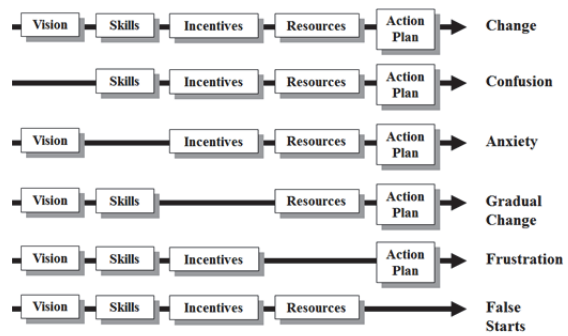 Vision Skills Incentives Resources Action Plan Change
Skills Incentives Resources Action Plan Confusion
Vision Incentives Resources Action Plan Anxiety
Vision Skills Resources Action Plan Gradual Change
Vision Skills Incentives Action Plan Frustration
Vision Skills Incentives Resources False Starts